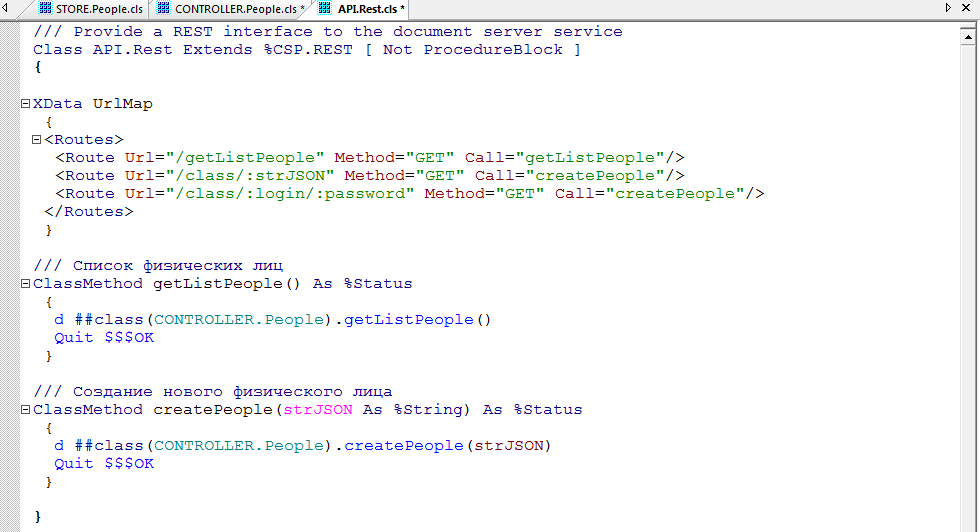 STORE.People.cls CONTROLLER.People.cls * API.Rest.cls *
/// Provide a REST interface to the document server service
Class API.Rest Extends %CSP.REST [ Not ProcedureBlock ]
{
XData UrlMap
{
<Routes>
<Route Url="/getListPeople" Method="GET" Call="getListPeople"/>
<Route Url="/class/:strJSON" Method="GET" Call="createPeople"/>
<Route Url="/class/:login/:password" Method="GET" Call="createPeople"/>
</Routes>
}
/// Список физических лиц
ClassMethod getListPeople() As %Status
{
d ##class(CONTROLLER.People).getListPeople()
Quit $$$OK
}
/// Создание нового физического лица
ClassMethod createPeople(strJSON As %String) As %Status
{
d ##class(CONTROLLER.People).createPeople(strJSON)
Quit $$$OK
}
}